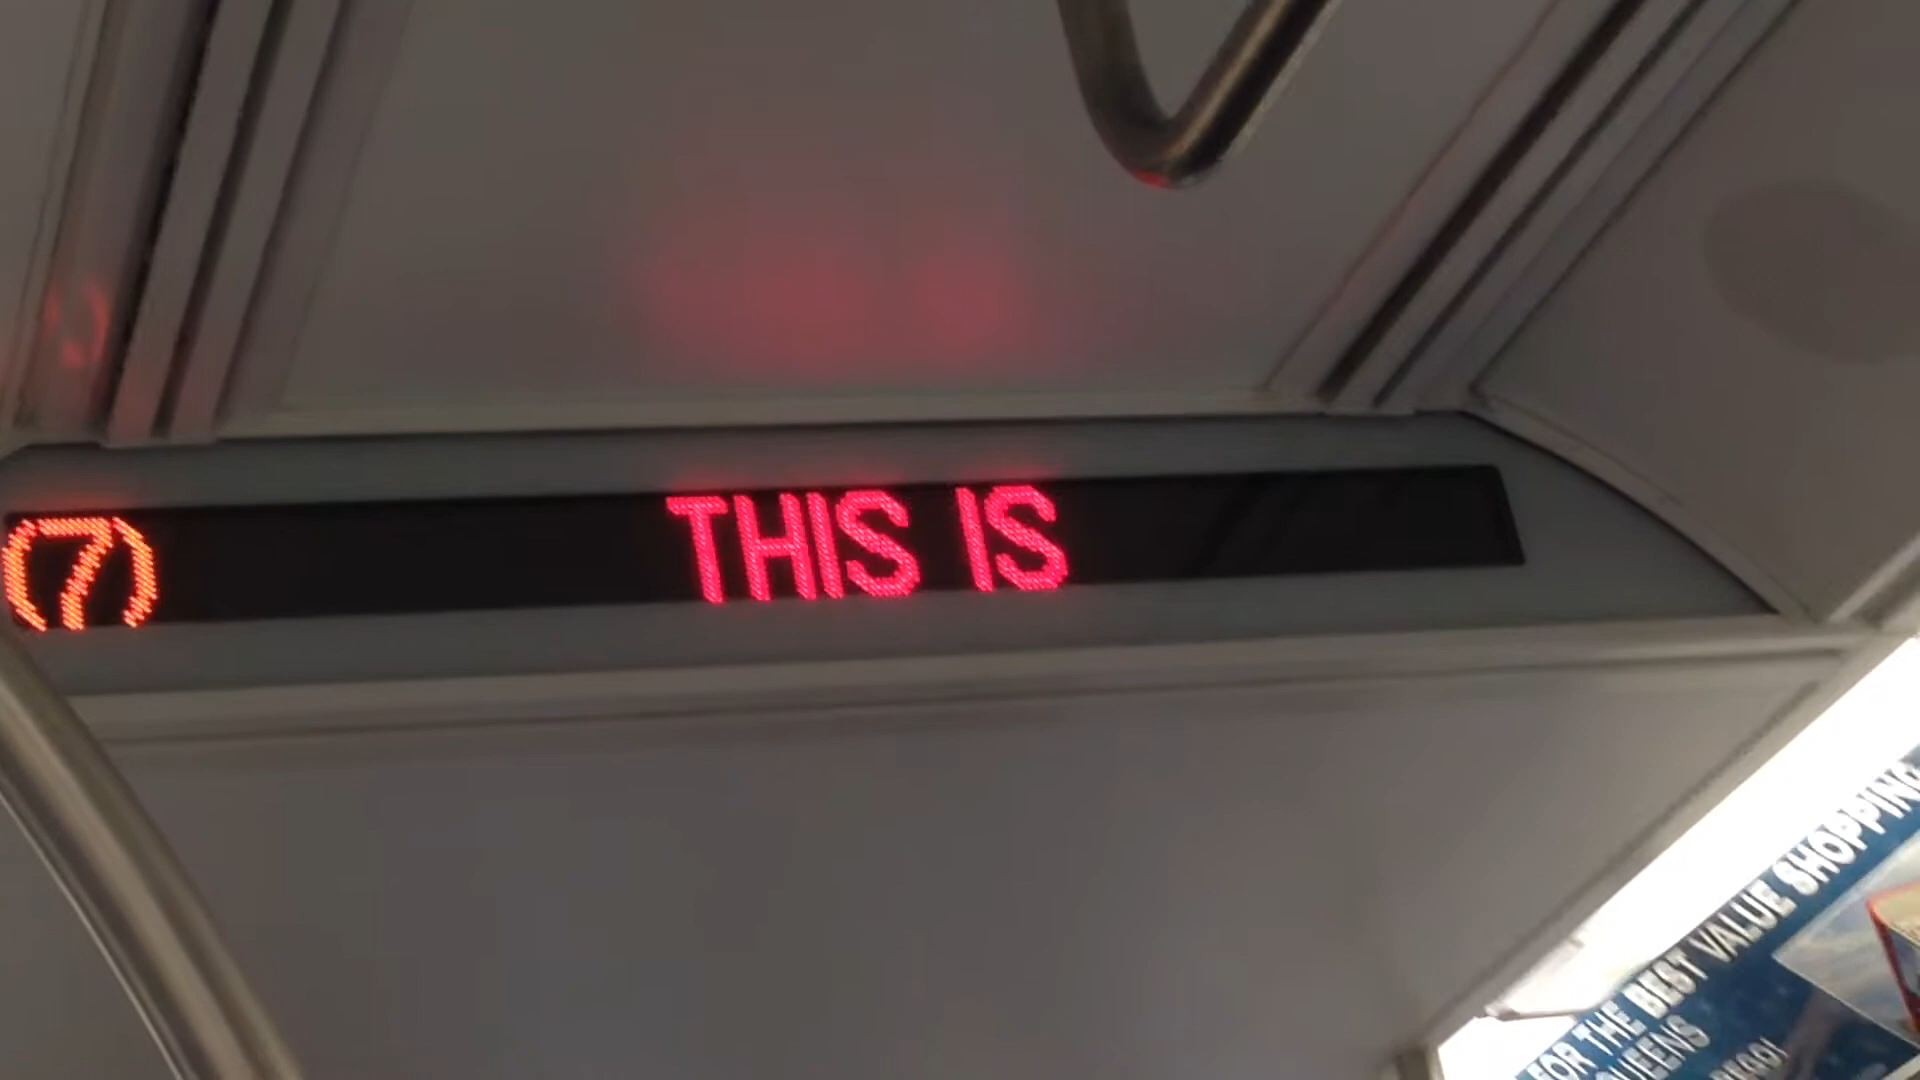 (7) THIS IS
FOR THE BEST VALUE SHOPPING
QUEENS